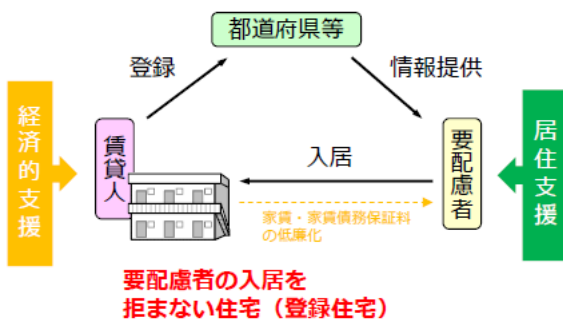 都道府県等
登録
情報提供
経済的支援
賃貸人
入居
要配慮者
居住支援
家賃・家賃債務保証料
の低廉化
要配慮者の入居を
拒まない住宅（登録住宅）